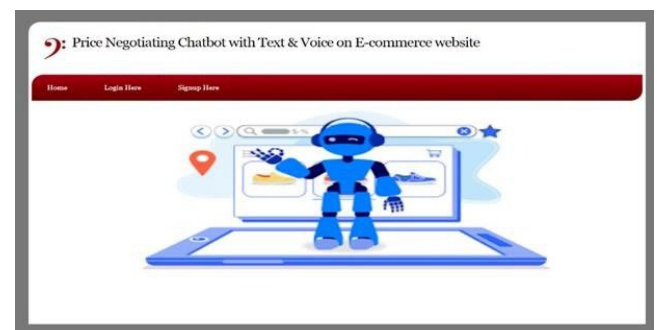 Price Negotiating Chatbot with Text & Voice on E-commerce website
Home Login Here Signup Here